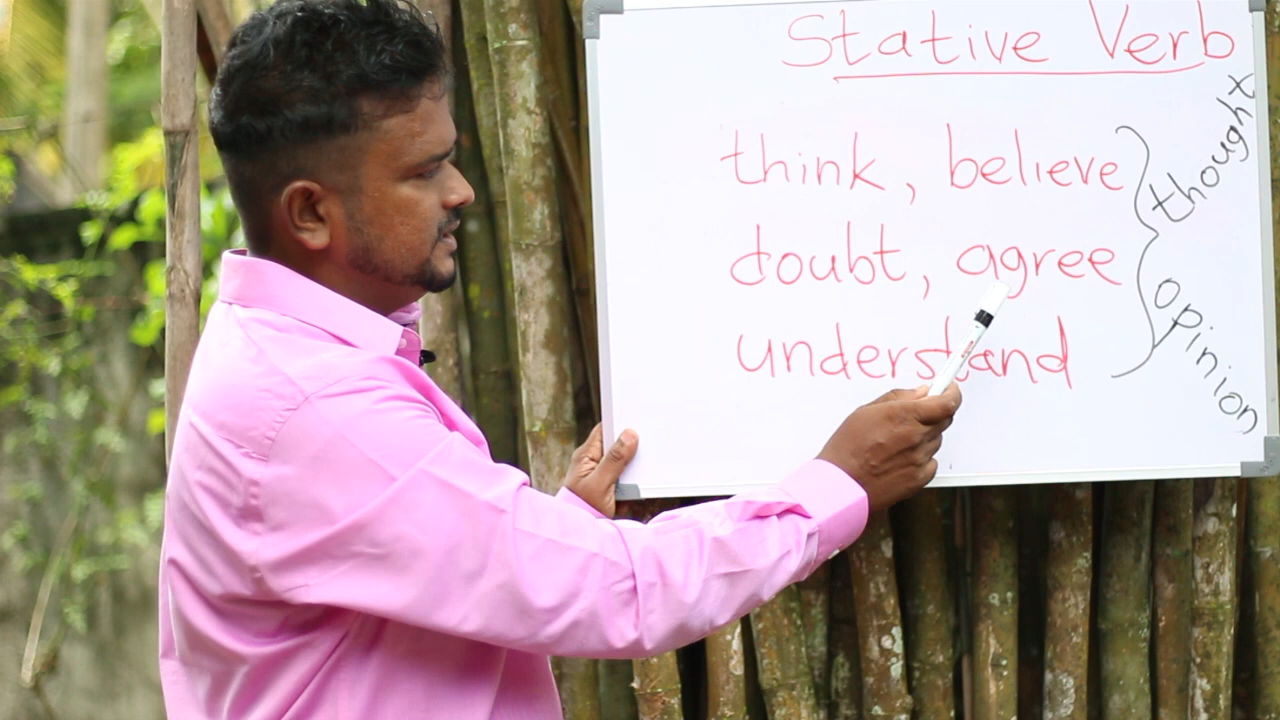 Stative Verb
think, believe
doubt, agree
understand
thought
opinion